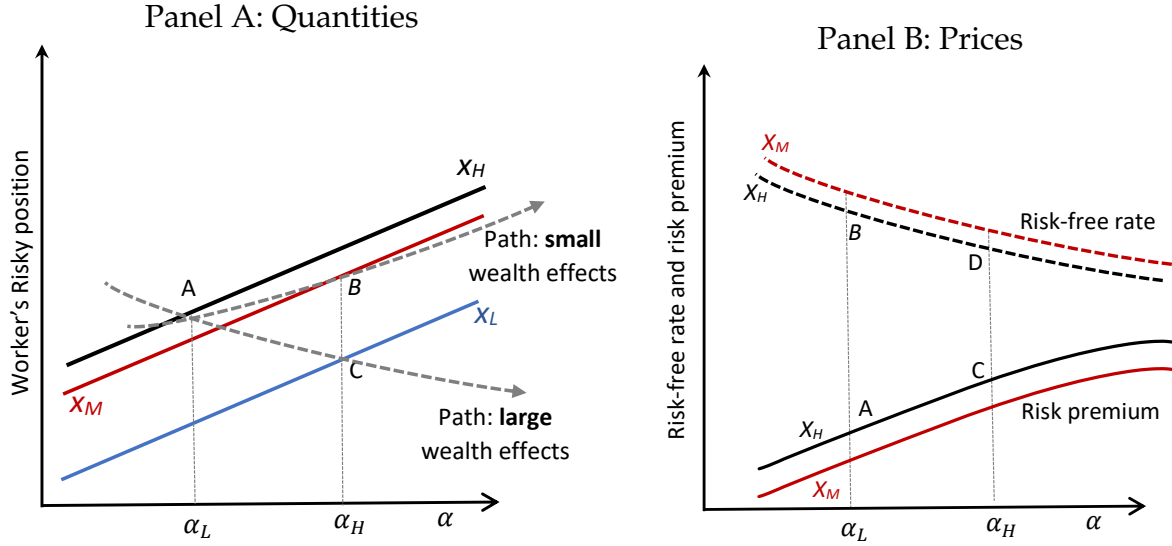 Panel A: Quantities
Worker's Risky position
X_H
Path: small
wealth effects
A
B
X_L
C
X_M
Path: large
wealth effects
α_L
α_H
α
Panel B: Prices
Risk-free rate and risk premium
X_M
X_H
Risk-free rate
B
D
C
A
X_H
Risk premium
X_M
α_L
α_H
α